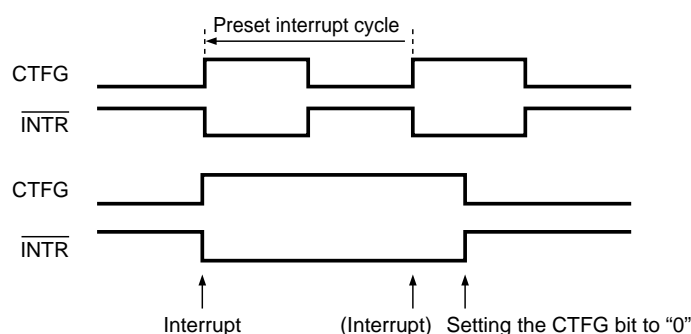 Preset interrupt cycle
CTFG
INTR
CTFG
INTR
Interrupt (Interrupt) Setting the CTFG bit to “0”